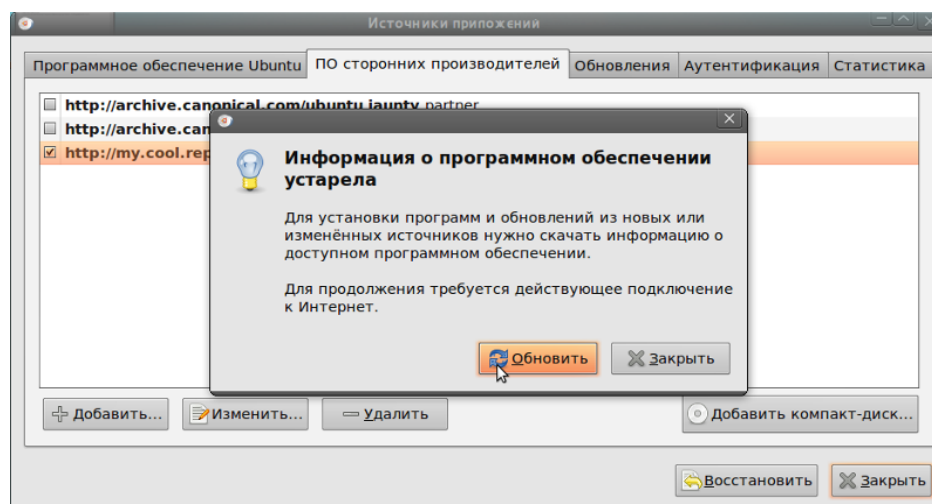 Источники приложений
Программное обеспечение Ubuntu ПО сторонних производителей Обновления Аутентификация Статистика
http://archive.canonical.com/ubuntu jaunty partner
http://archive.can
http://my.cool.rep
Информация о программном обеспечении
устарела
Для установки программ и обновлений из новых или
изменённых источников нужно скачать информацию о
доступном программном обеспечении.
Для продолжения требуется действующее подключение
к Интернет.
Обновить Закрыть
Добавить... Изменить... Удалить Добавить компакт-диск...
Восстановить Закрыть